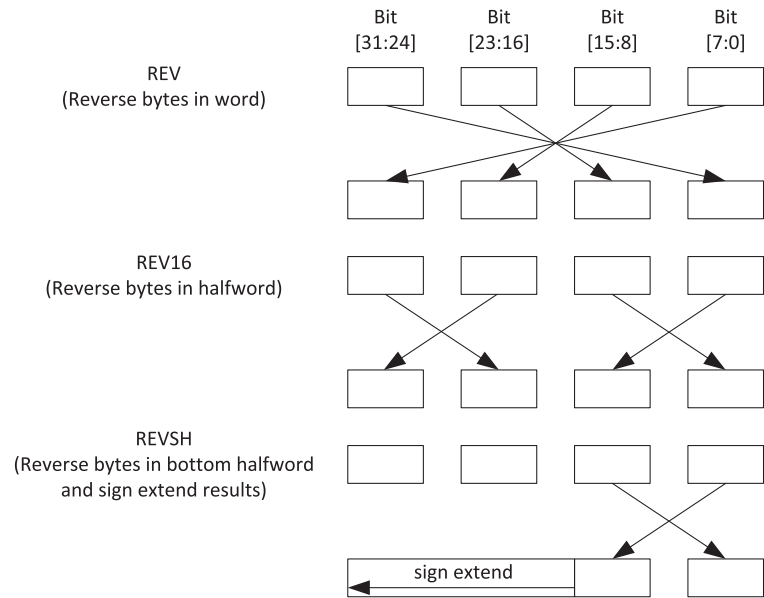 Bit Bit Bit Bit
[31:24] [23:16] [15:8] [7:0]
REV
(Reverse bytes in word)
REV16
(Reverse bytes in halfword)
REVSH
(Reverse bytes in bottom halfword
and sign extend results)
sign extend